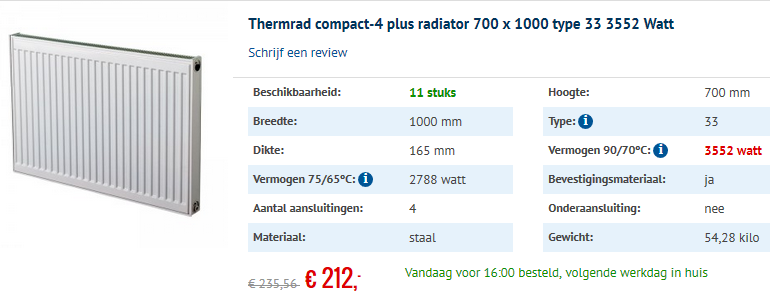 Thermrad compact-4 plus radiator 700 x 1000 type 33 3552 Watt
Schrijf een review
Beschikbaarheid: 11 stuks Hoogte: 700 mm
Breedte: 1000 mm Type: i 33
Dikte: 165 mm Vermogen 90/70°C: i 3552 watt
Vermogen 75/65°C: i 2788 watt Bevestigingsmateriaal: ja
Aantal aansluitingen: 4 Onderaansluiting: nee
Materiaal: staal Gewicht: 54,28 kilo
€ 235,56 € 212,- Vandaag voor 16:00 besteld, volgende werkdag in huis